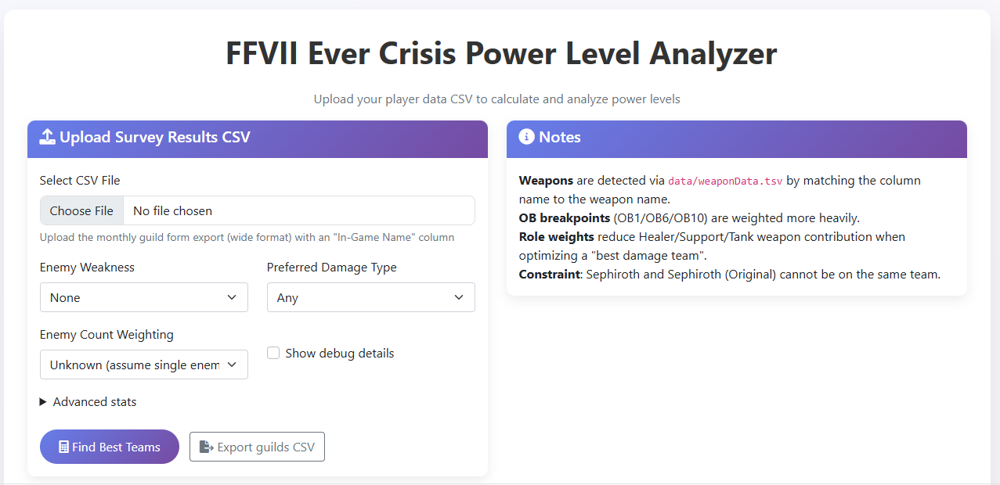 FFVII Ever Crisis Power Level Analyzer
Upload your player data CSV to calculate and analyze power levels
Upload Survey Results CSV
Select CSV File
Choose File No file chosen
Upload the monthly guild form export (wide format) with an "In-Game Name" column
Enemy Weakness
None
Preferred Damage Type
Any
Enemy Count Weighting
Unknown (assume single enem
Show debug details
Advanced stats
Find Best Teams
Export guilds CSV
Notes
Weapons are detected via data/weaponData.tsv by matching the column
name to the weapon name.
OB breakpoints (OB1/OB6/OB10) are weighted more heavily.
Role weights reduce Healer/Support/Tank weapon contribution when
optimizing a "best damage team".
Constraint: Sephiroth and Sephiroth (Original) cannot be on the same team.